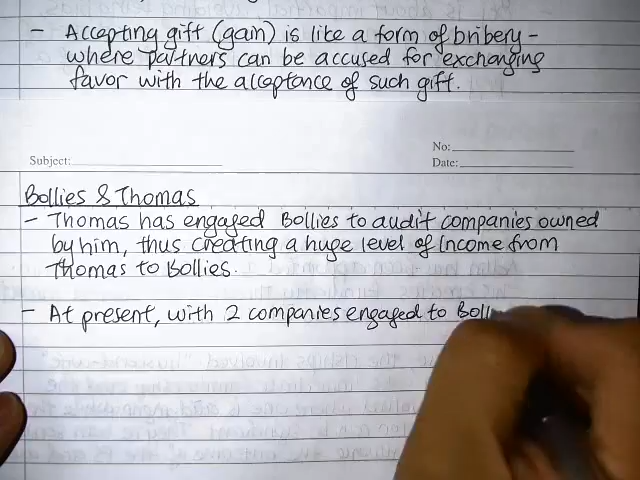 - Accepting gift (gain) is like a form of bribery -
where partners can be accused for exchanging
favor with the acceptance of such gift.
No:
Subject:
Date:
Bollies & Thomas
- Thomas has engaged Bollies to audit companies owned
by him, thus creating a huge level of Income from
Thomas to Bollies.
- At present, with 2 companies engaged to Bolli